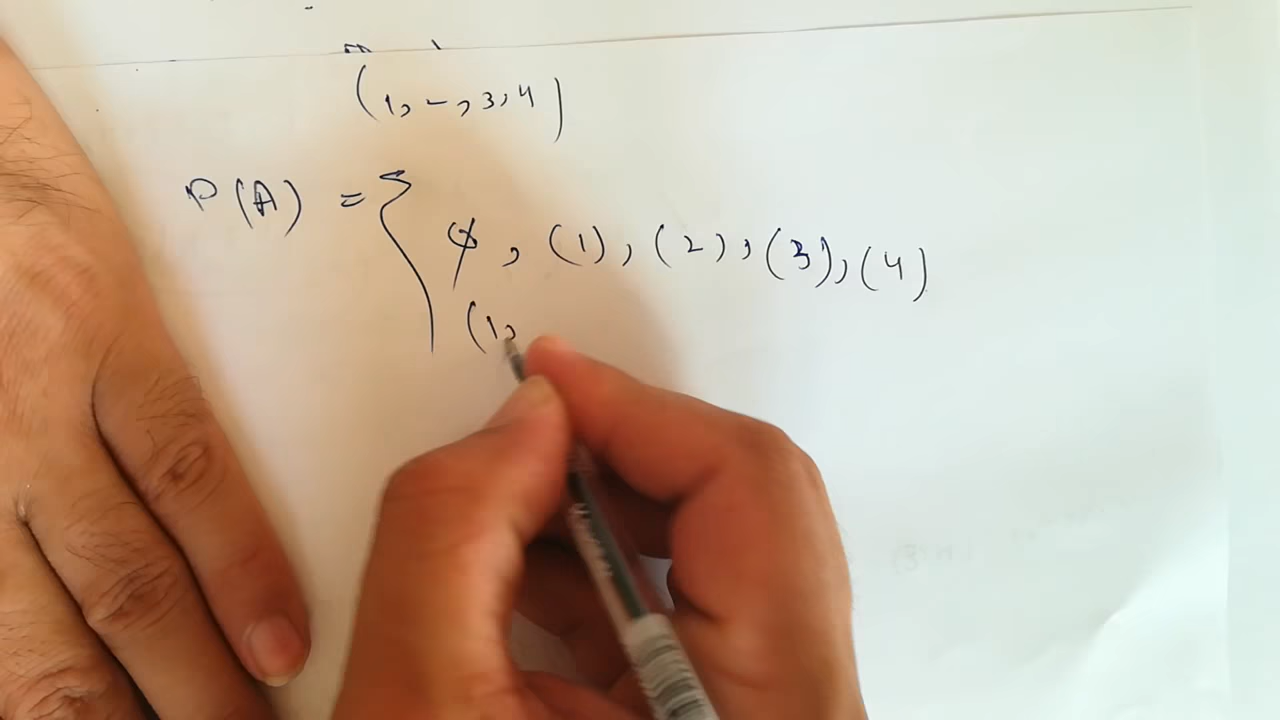 (1, 2, 3, 4)
P(A) = {
φ, (1), (2), (3), (4)
(1,